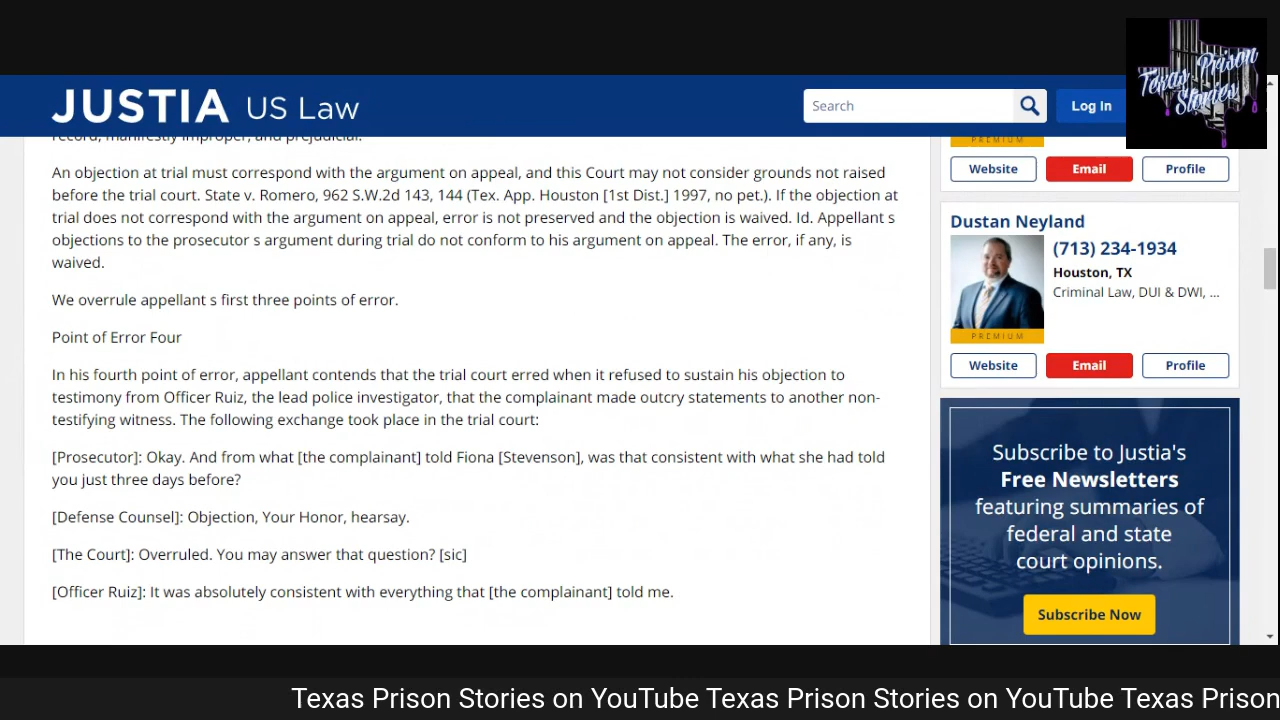 Texas Prison
Stories
JUSTIA US Law
Search
Log In
record, manifestly improper, and prejudicial.
An objection at trial must correspond with the argument on appeal, and this Court may not consider grounds not raised
before the trial court. State v. Romero, 962 S.W.2d 143, 144 (Tex. App. Houston [1st Dist.] 1997, no pet.). If the objection at
trial does not correspond with the argument on appeal, error is not preserved and the objection is waived. Id. Appellant s
objections to the prosecutor s argument during trial do not conform to his argument on appeal. The error, if any, is
waived.
We overrule appellant s first three points of error.
Point of Error Four
In his fourth point of error, appellant contends that the trial court erred when it refused to sustain his objection to
testimony from Officer Ruiz, the lead police investigator, that the complainant made outcry statements to another non-
testifying witness. The following exchange took place in the trial court:
[Prosecutor]: Okay. And from what [the complainant] told Fiona [Stevenson], was that consistent with what she had told
you just three days before?
[Defense Counsel]: Objection, Your Honor, hearsay.
[The Court]: Overruled. You may answer that question? [sic]
[Officer Ruiz]: It was absolutely consistent with everything that [the complainant] told me.
PREMIUM
Website Email Profile
Dustan Neyland
(713) 234-1934
Houston, TX
Criminal Law, DUI & DWI, ...
PREMIUM
Website Email Profile
Subscribe to Justia's
Free Newsletters
featuring summaries of
federal and state
court opinions.
Subscribe Now
Texas Prison Stories on YouTube Texas Prison Stories on YouTube Texas Prison